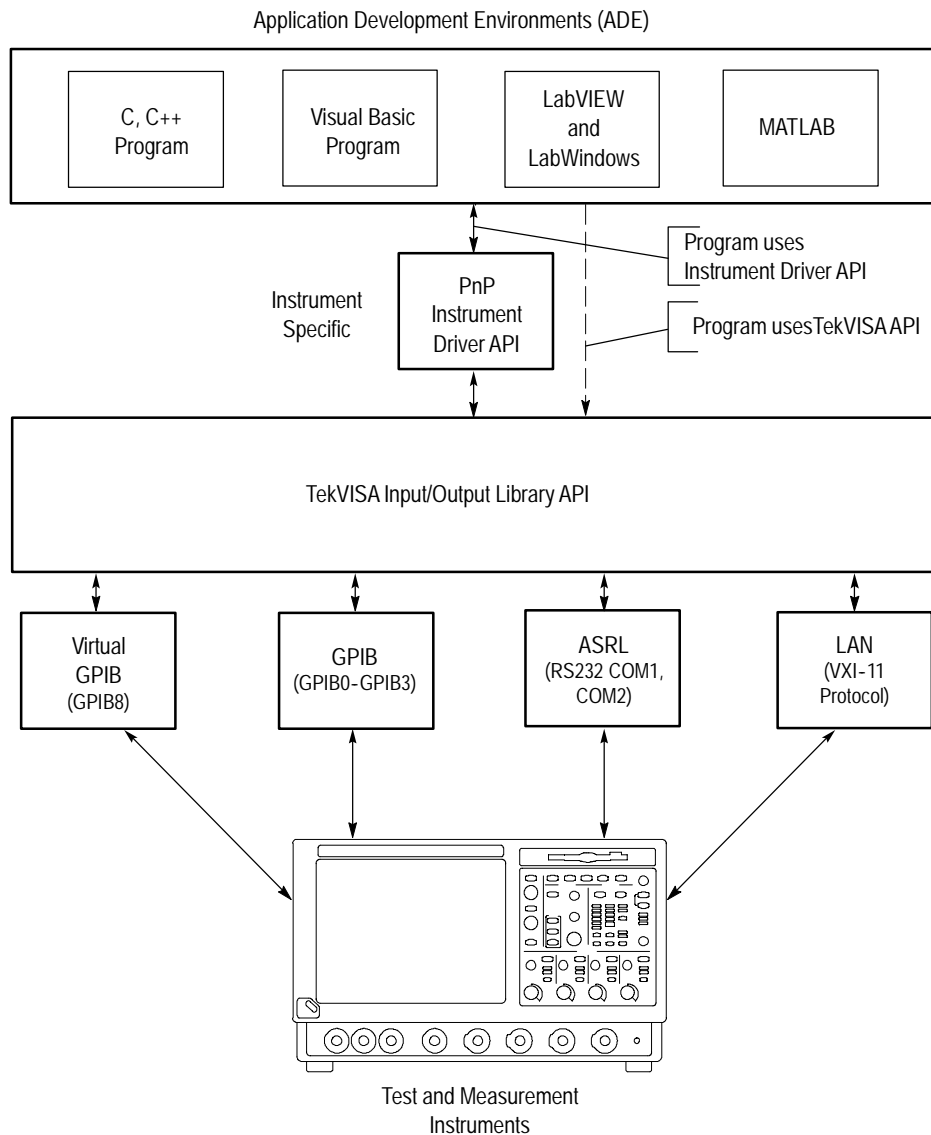 Application Development Environments (ADE)
C, C++
Program
Visual Basic
Program
LabVIEW
and
LabWindows
MATLAB
Program uses
Instrument Driver API
Instrument
Specific
PnP
Instrument
Driver API
Program usesTekVISA API
TekVISA Input/Output Library API
Virtual
GPIB
(GPIB8)
GPIB
(GPIB0-GPIB3)
ASRL
(RS232 COM1,
COM2)
LAN
(VXI-11
Protocol)
Test and Measurement
Instruments